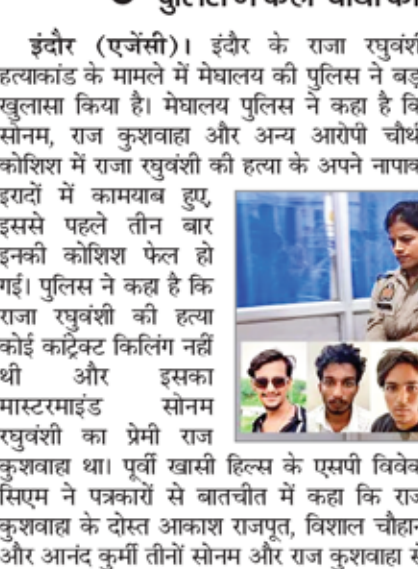 इंदौर (एजेंसी)। इंदौर के राजा रघुवंशी
हत्याकांड के मामले में मेघालय की पुलिस ने बड़
खुलासा किया है। मेघालय पुलिस ने कहा है कि
सोनम, राज कुशवाहा और अन्य आरोपी चौथ
कोशिश में राजा रघुवंशी की हत्या के अपने नापाक
इरादों में कामयाब हुए,
इससे पहले तीन बार
इनकी कोशिश फेल हो
गई। पुलिस ने कहा है कि
राजा रघुवंशी की हत्या
कोई कांट्रेक्ट किलिंग नहीं
थी और इसका
मास्टरमाइंड सोनम
रघुवंशी का प्रेमी राज
कुशवाहा था। पूर्वी खासी हिल्स के एसपी विवेक
सिएम ने पत्रकारों से बातचीत में कहा कि राज
कुशवाहा के दोस्त आकाश राजपूत, विशाल चौहान
और आनंद कुर्मी तीनों सोनम और राज कुशवाहा से